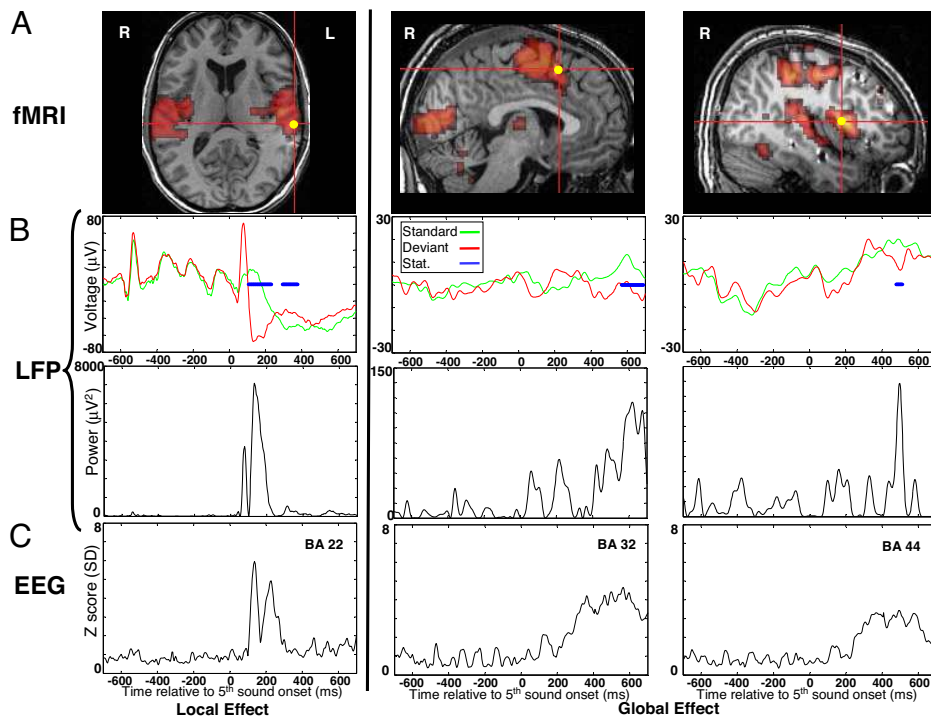 A
fMRI
R L
R
R
B
LFP
Voltage (µV)
80
-80
-600 -400 -200 0 200 400 600
30
-30
Standard
Deviant
Stat.
-600 -400 -200 0 200 400 600
30
-30
-600 -400 -200 0 200 400 600
Power (µV²)
8000
0
150
0
C
EEG
Z score (SD)
8
0
BA 22
-600 -400 -200 0 200 400 600
Time relative to 5th sound onset (ms)
Local Effect
8
0
BA 32
-600 -400 -200 0 200 400 600
Time relative to 5th sound onset (ms)
8
0
BA 44
-600 -400 -200 0 200 400 600
Time relative to 5th sound onset (ms)
Global Effect